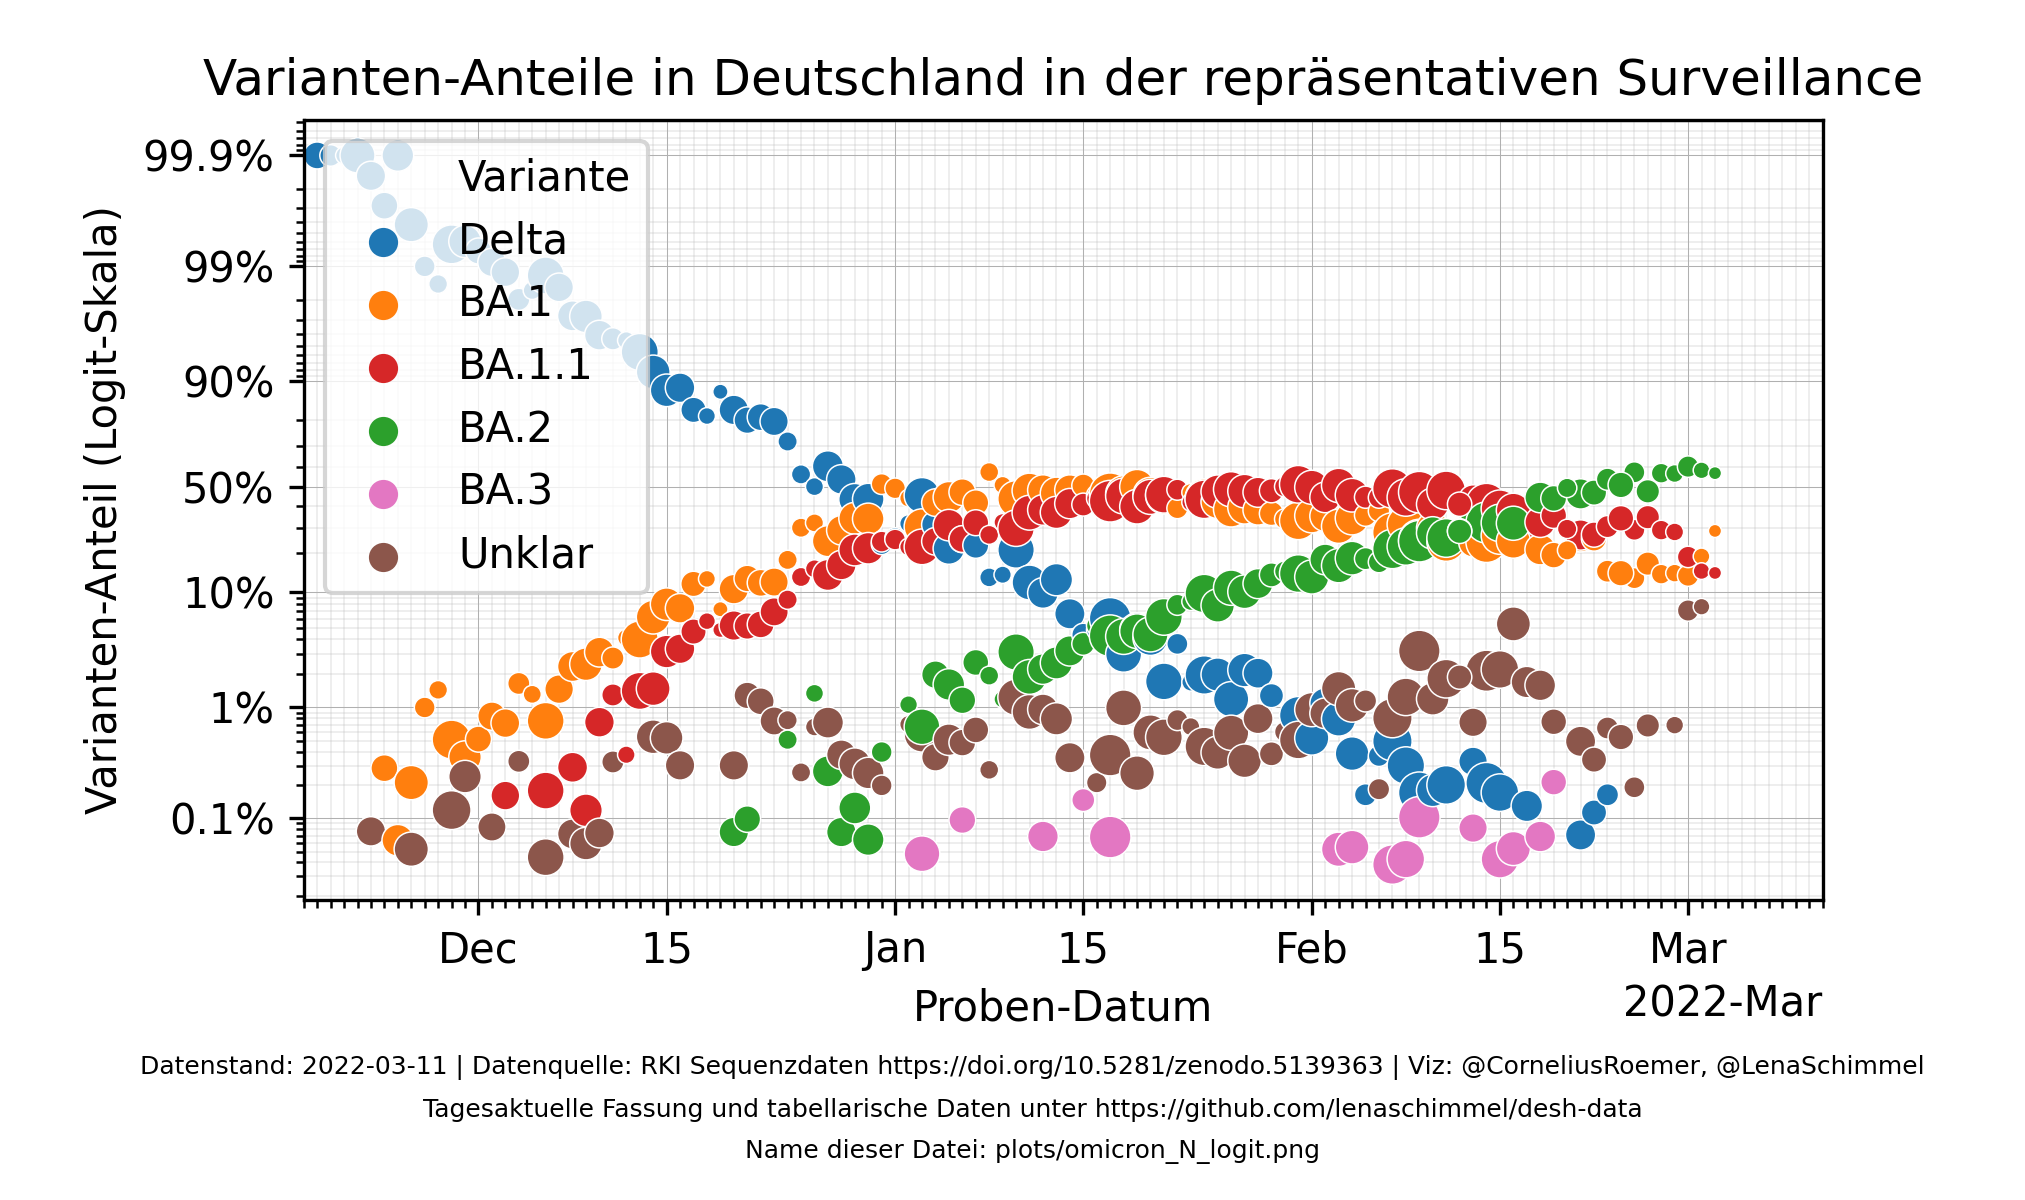 Varianten-Anteile in Deutschland in der repräsentativen Surveillance
Varianten-Anteil (Logit-Skala)
99.9%
99%
90%
50%
10%
1%
0.1%
Variante
Delta
BA.1
BA.1.1
BA.2
BA.3
Unklar
Dec 15 Jan 15 Feb 15 Mar
Proben-Datum
2022-Mar
Datenstand: 2022-03-11 | Datenquelle: RKI Sequenzdaten https://doi.org/10.5281/zenodo.5139363 | Viz: @CorneliusRoemer, @LenaSchimmel
Tagesaktuelle Fassung und tabellarische Daten unter https://github.com/lenaschimmel/desh-data
Name dieser Datei: plots/omicron_N_logit.png